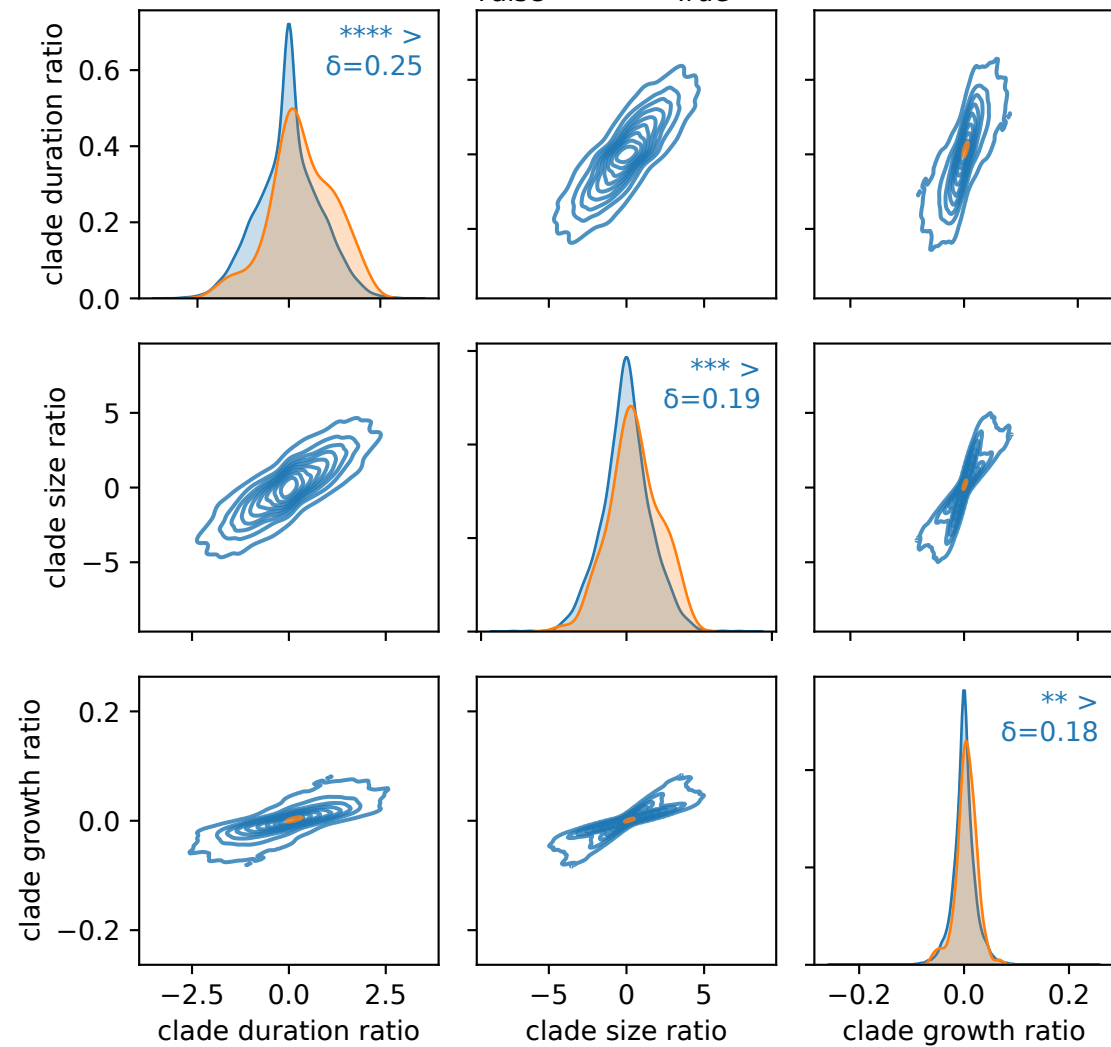 clade duration ratio
0.6
0.4
0.2
0.0
**** >
δ=0.25
clade size ratio
5
0
−5
*** >
δ=0.19
clade growth ratio
0.2
0.0
−0.2
** >
δ=0.18
−2.5 0.0 2.5
clade duration ratio
−5 0 5
clade size ratio
−0.2 0.0 0.2
clade growth ratio